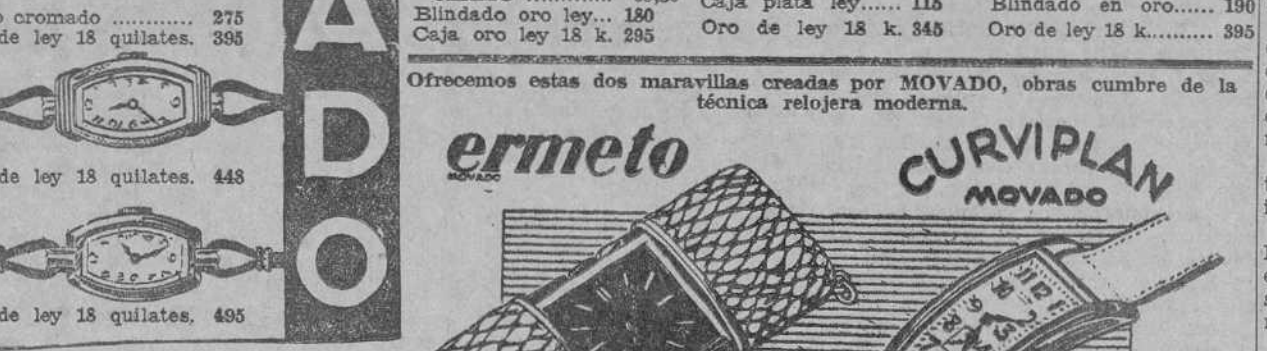 cromado ............ 275
de ley 18 quilates. 395
de ley 18 quilates. 448
de ley 18 quilates. 495
A
D
O
Blindado oro ley... 180
Caja oro ley 18 k. 295
Caja plata ley...... 115
Oro de ley 18 k. 345
Blindado en oro...... 190
Oro de ley 18 k.......... 395
Ofrecemos estas dos maravillas creadas por MOVADO, obras cumbre de la
técnica relojera moderna.
ermeto
MOVADO
CURVIPLAN
MOVADO